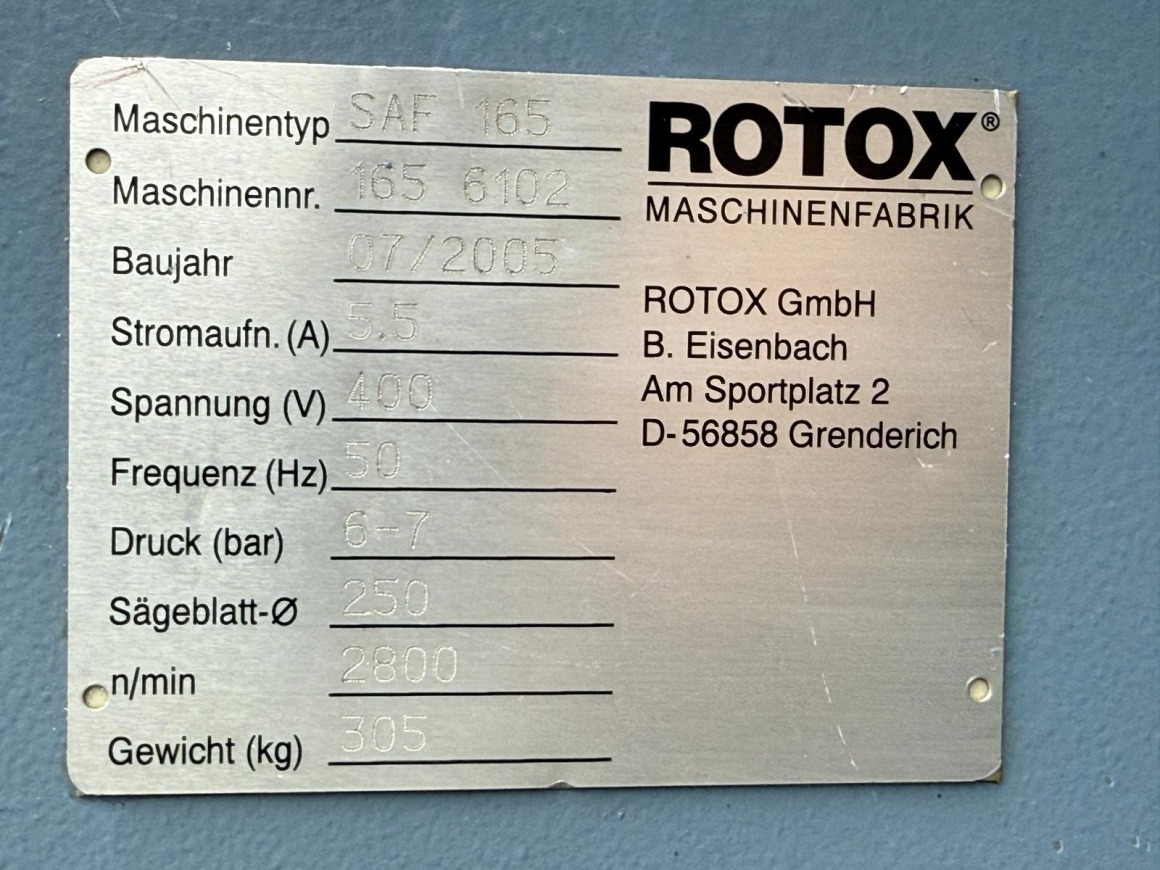 Maschinentyp SAF 165
Maschinennr. 165 6102
Baujahr 07/2005
Stromaufn. (A) 5.5
Spannung (V) 400
Frequenz (Hz) 50
Druck (bar) 6-7
Sägeblatt-Ø 250
n/min 2800
Gewicht (kg) 305
ROTOX®
MASCHINENFABRIK
ROTOX GmbH
B. Eisenbach
Am Sportplatz 2
D-56858 Grenderich